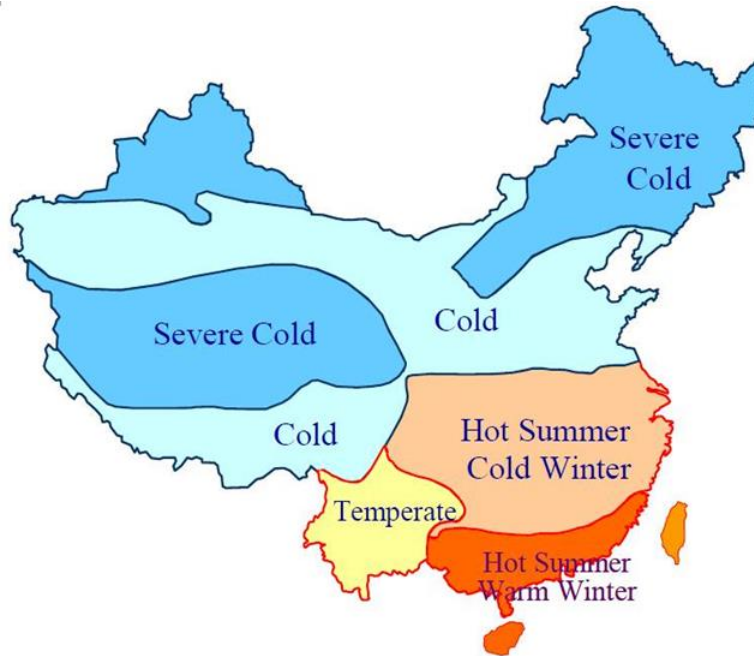 Severe
Cold
Severe Cold
Cold
Cold
Hot Summer
Cold Winter
Temperate
Hot Summer
Warm Winter